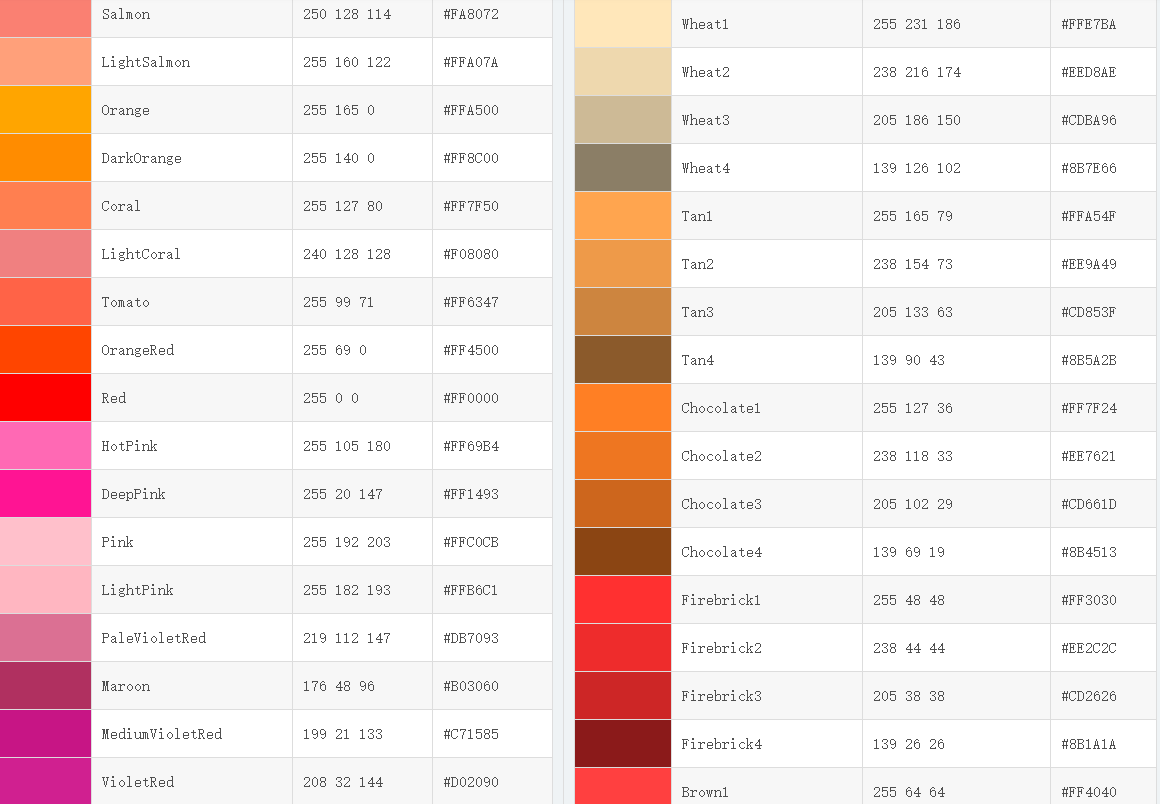 Salmon 250 128 114 #FA8072
LightSalmon 255 160 122 #FFA07A
Orange 255 165 0 #FFA500
DarkOrange 255 140 0 #FF8C00
Coral 255 127 80 #FF7F50
LightCoral 240 128 128 #F08080
Tomato 255 99 71 #FF6347
OrangeRed 255 69 0 #FF4500
Red 255 0 0 #FF0000
HotPink 255 105 180 #FF69B4
DeepPink 255 20 147 #FF1493
Pink 255 192 203 #FFC0CB
LightPink 255 182 193 #FFB6C1
PaleVioletRed 219 112 147 #DB7093
Maroon 176 48 96 #B03060
MediumVioletRed 199 21 133 #C71585
VioletRed 208 32 144 #D02090
Wheat1 255 231 186 #FFE7BA
Wheat2 238 216 174 #EED8AE
Wheat3 205 186 150 #CDBA96
Wheat4 139 126 102 #8B7E66
Tan1 255 165 79 #FFA54F
Tan2 238 154 73 #EE9A49
Tan3 205 133 63 #CD853F
Tan4 139 90 43 #8B5A2B
Chocolate1 255 127 36 #FF7F24
Chocolate2 238 118 33 #EE7621
Chocolate3 205 102 29 #CD661D
Chocolate4 139 69 19 #8B4513
Firebrick1 255 48 48 #FF3030
Firebrick2 238 44 44 #EE2C2C
Firebrick3 205 38 38 #CD2626
Firebrick4 139 26 26 #8B1A1A
Brown1 255 64 64 #FF4040